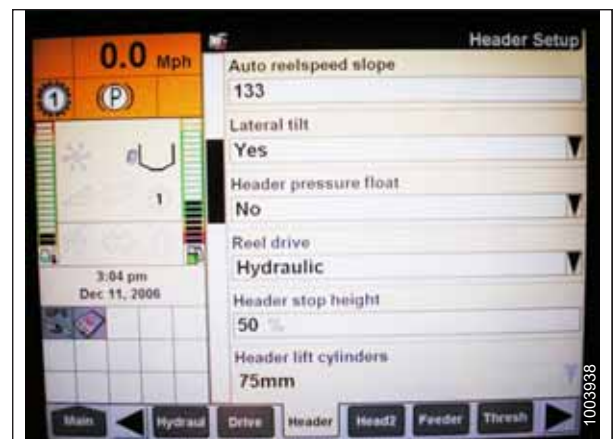 0.0 Mph
Header Setup
1
(P)
Auto reelspeed slope
133
Lateral tilt
Yes
1
Header pressure float
No
Reel drive
Hydraulic
3:04 pm
Dec 11, 2006
Header stop height
50 %
Header lift cylinders
75mm
Main
Hydraul
Drive
Header
Head2
Feeder
Thresh
1003938